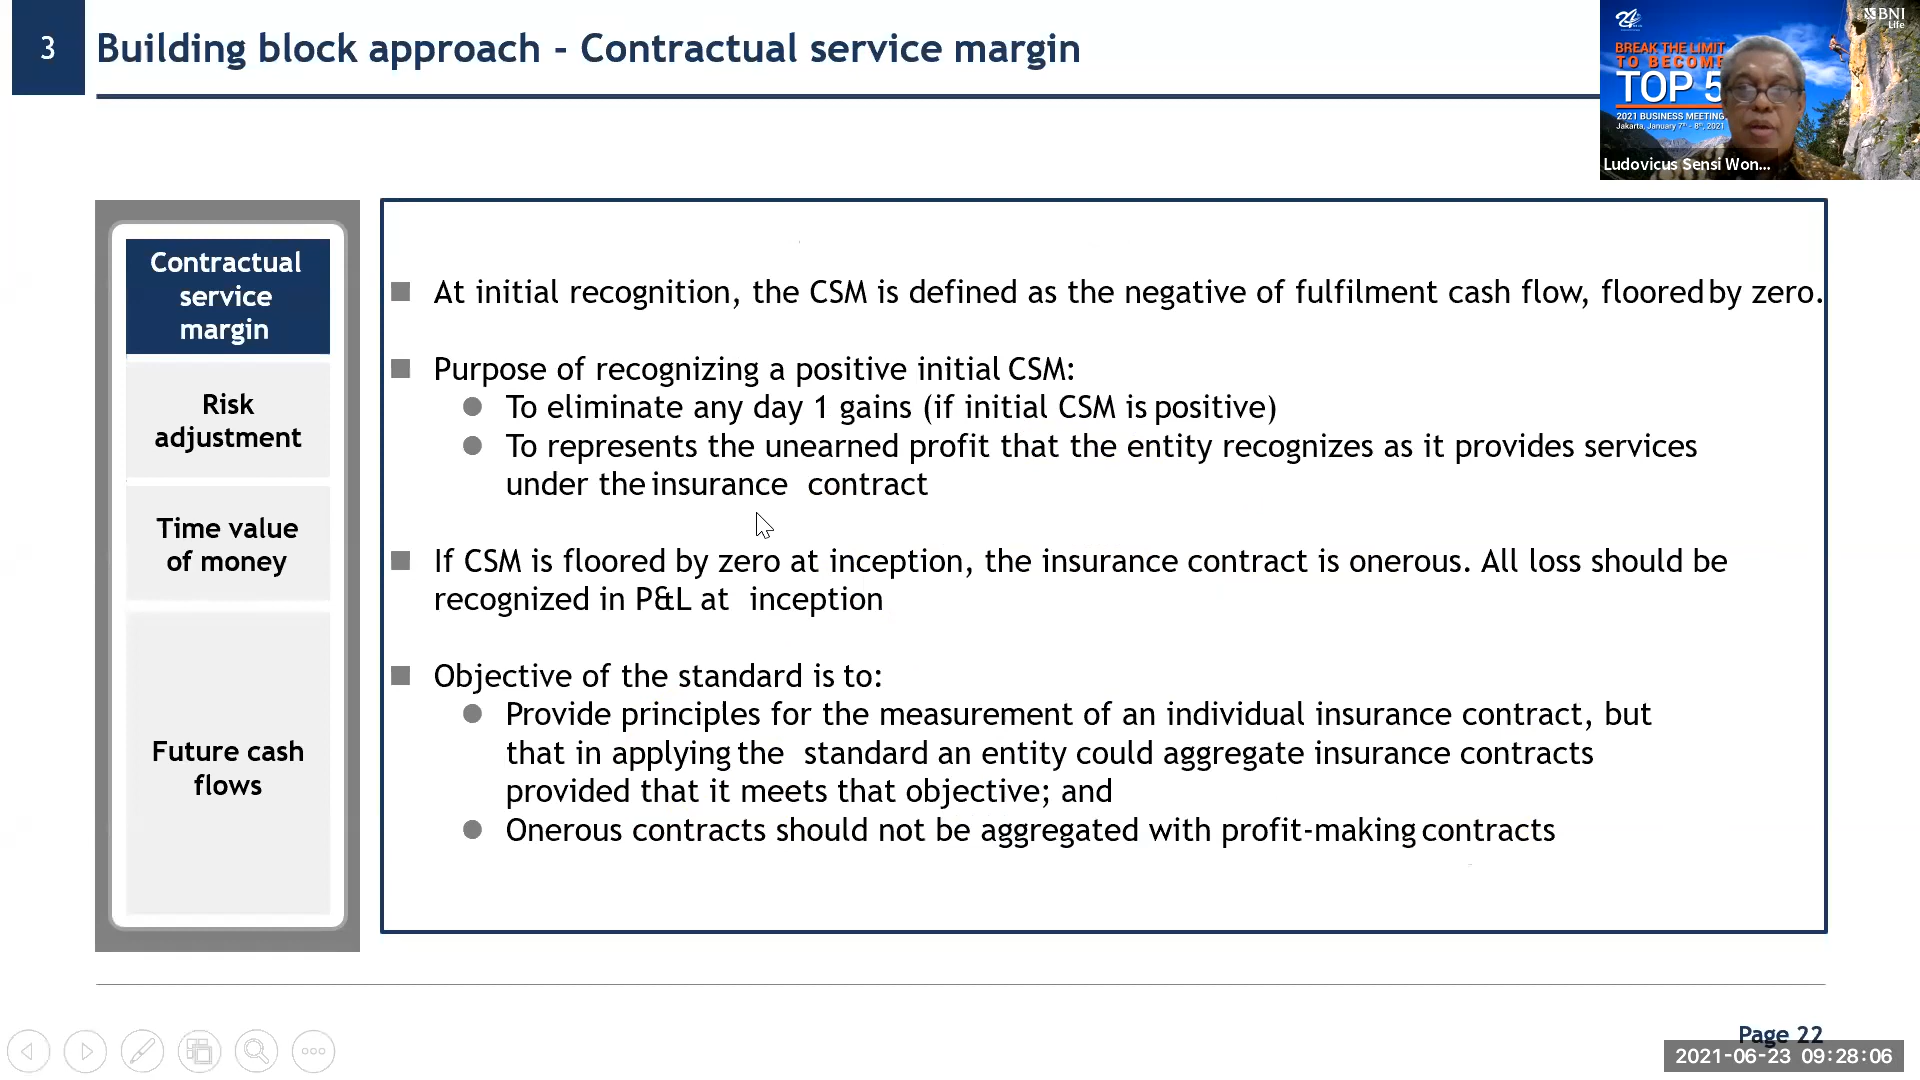 3
Building block approach - Contractual service margin
24
BNI
Life
BREAK THE LIMIT
TO BECOME
TOP 5
2021 BUSINESS MEETING
Jakarta, January 7th - 8th, 2021
Ludovicus Sensi Won...
Contractual
service
margin
Risk
adjustment
Time value
of money
Future cash
flows
At initial recognition, the CSM is defined as the negative of fulfilment cash flow, floored by zero.
Purpose of recognizing a positive initial CSM:
To eliminate any day 1 gains (if initial CSM is positive)
To represents the unearned profit that the entity recognizes as it provides services
under the insurance contract
If CSM is floored by zero at inception, the insurance contract is onerous. All loss should be
recognized in P&L at inception
Objective of the standard is to:
Provide principles for the measurement of an individual insurance contract, but
that in applying the standard an entity could aggregate insurance contracts
provided that it meets that objective; and
Onerous contracts should not be aggregated with profit-making contracts
Page 22
2021-06-23 09:28:06